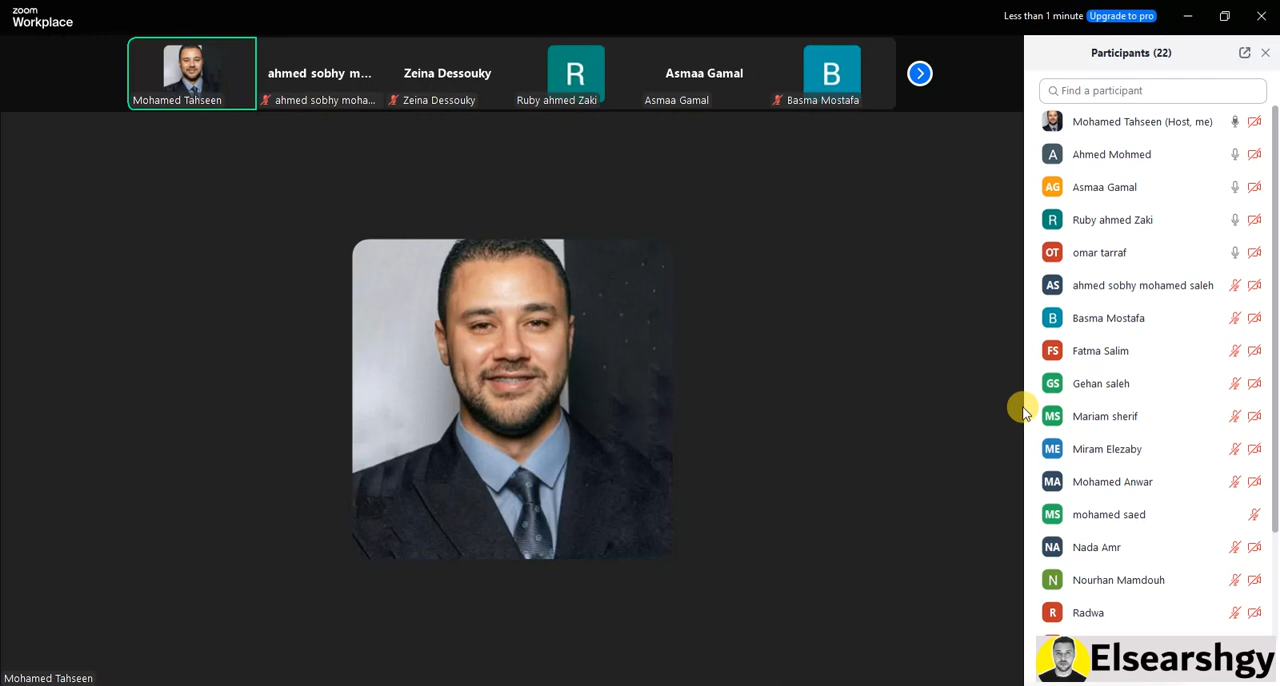 zoom
Workplace
Less than 1 minute Upgrade to pro
ahmed sobhy m...
Zeina Dessouky
R
Asmaa Gamal
B
Mohamed Tahseen
ahmed sobhy moha...
Zeina Dessouky
Ruby ahmed Zaki
Asmaa Gamal
Basma Mostafa
Participants (22)
Find a participant
Mohamed Tahseen (Host, me)
A Ahmed Mohmed
AG Asmaa Gamal
R Ruby ahmed Zaki
OT omar tarraf
AS ahmed sobhy mohamed saleh
B Basma Mostafa
FS Fatma Salim
GS Gehan saleh
MS Mariam sherif
ME Miram Elezaby
MA Mohamed Anwar
MS mohamed saed
NA Nada Amr
N Nourhan Mamdouh
R Radwa
Elsearshgy
Mohamed Tahseen